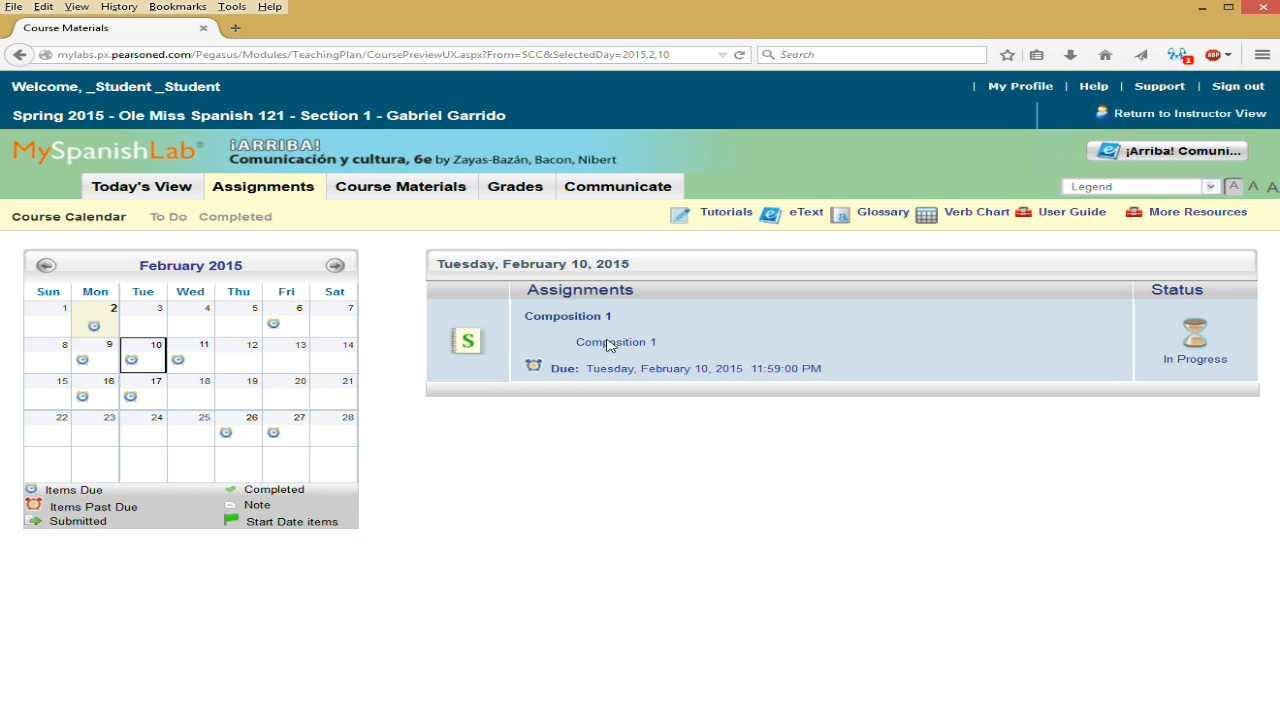 File Edit View History Bookmarks Tools Help
Course Materials
mylabs.px.pearsoned.com/Pegasus/Modules/TeachingPlan/CoursePreviewUX.aspx?From=SCC&SelectedDay=2015,2,10
Search
1
ABP
Welcome, _Student _Student
My Profile | Help | Support | Sign out
Spring 2015 - Ole Miss Spanish 121 - Section 1 - Gabriel Garrido
Return to Instructor View
MySpanishLab®
¡ARRIBA!
Comunicación y cultura, 6e by Zayas-Bazán, Bacon, Nibert
¡Arriba! Comuni...
Today's View Assignments Course Materials Grades Communicate
Legend
A A A
Course Calendar To Do Completed
Tutorials eText Glossary Verb Chart User Guide More Resources
February 2015
Sun Mon Tue Wed Thu Fri Sat
1 2 3 4 5 6 7
8 9 10 11 12 13 14
15 16 17 18 19 20 21
22 23 24 25 26 27 28
Items Due Completed
Items Past Due Note
Submitted Start Date items
Tuesday, February 10, 2015
Assignments Status
Composition 1
S
Composition 1
In Progress
Due: Tuesday, February 10, 2015 11:59:00 PM